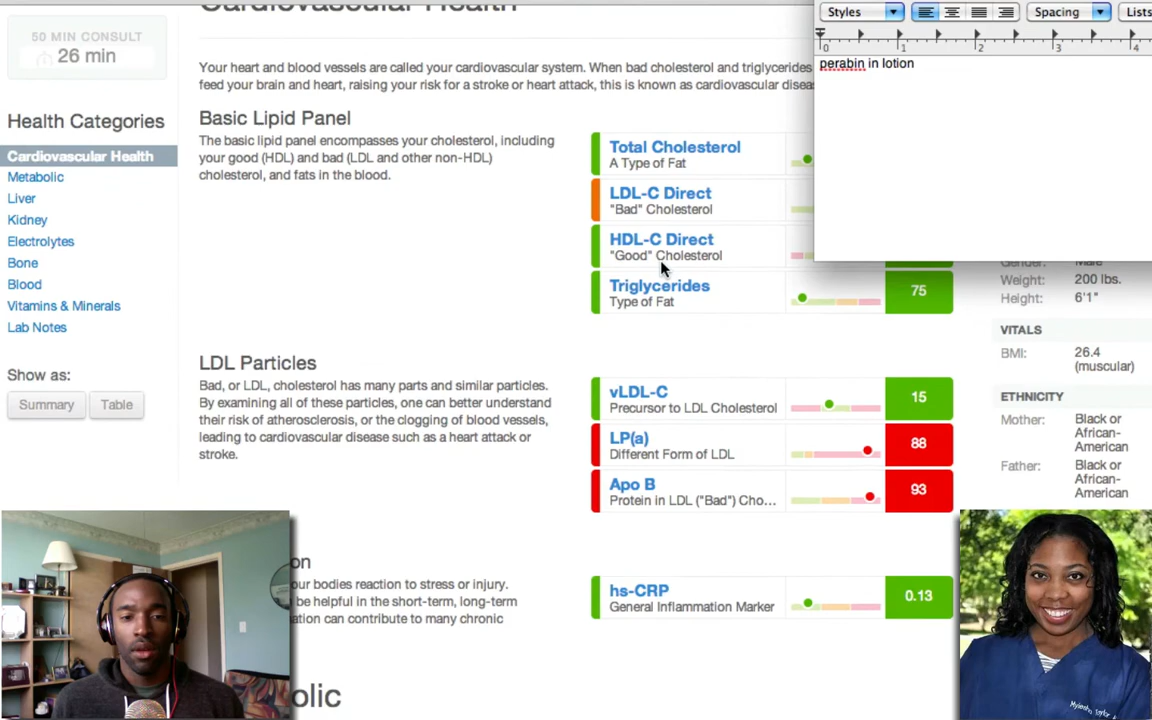 Cardiovascular Health
50 MIN CONSULT
26 min
Health Categories
Cardiovascular Health
Metabolic
Liver
Kidney
Electrolytes
Bone
Blood
Vitamins & Minerals
Lab Notes
Show as:
Summary
Table
Your heart and blood vessels are called your cardiovascular system. When bad cholesterol and triglycerides
feed your brain and heart, raising your risk for a stroke or heart attack, this is known as cardiovascular disea
Basic Lipid Panel
The basic lipid panel encompasses your cholesterol, including
your good (HDL) and bad (LDL and other non-HDL)
cholesterol, and fats in the blood.
Total Cholesterol
A Type of Fat
LDL-C Direct
"Bad" Cholesterol
HDL-C Direct
"Good" Cholesterol
Triglycerides
Type of Fat
75
LDL Particles
Bad, or LDL, cholesterol has many parts and similar particles.
By examining all of these particles, one can better understand
their risk of atherosclerosis, or the clogging of blood vessels,
leading to cardiovascular disease such as a heart attack or
stroke.
vLDL-C
Precursor to LDL Cholesterol
15
LP(a)
Different Form of LDL
88
Apo B
Protein in LDL ("Bad") Cho...
93
on
our bodies reaction to stress or injury.
be helpful in the short-term, long-term
ation can contribute to many chronic
hs-CRP
General Inflammation Marker
0.13
olic
Styles
Spacing
Lists
0 1 2 3 4
perabin in lotion
Gender: Male
Weight: 200 lbs.
Height: 6'1"
VITALS
BMI: 26.4
(muscular)
ETHNICITY
Mother: Black or
African-
American
Father: Black or
African-
American